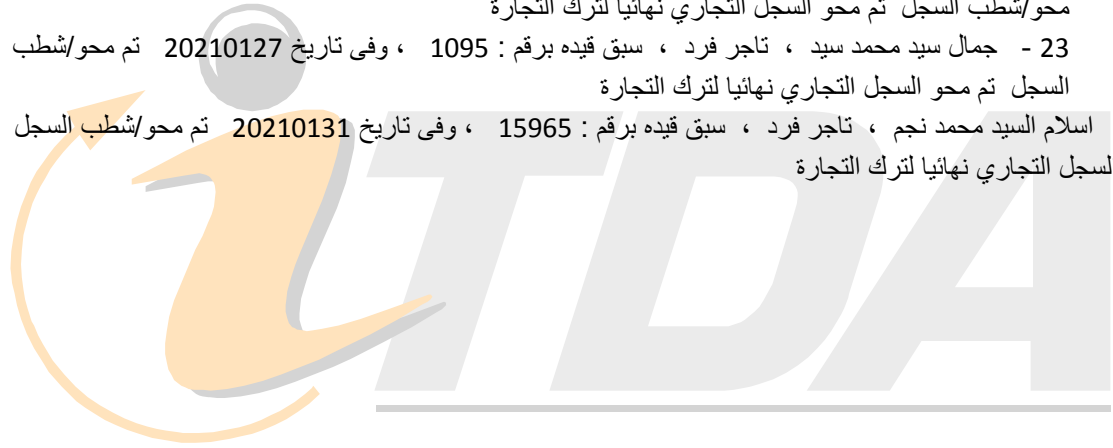 محو/شطب السجل تم محو السجل التجاري نهائيا لترك التجارة
23 - جمال سيد محمد سيد ، تاجر فرد ، سبق قيده برقم : 1095 ، وفى تاريخ 20210127 تم محو/شطب
السجل تم محو السجل التجاري نهائيا لترك التجارة
اسلام السيد محمد نجم ، تاجر فرد ، سبق قيده برقم : 15965 ، وفى تاريخ 20210131 تم محو/شطب السجل
لسجل التجاري نهائيا لترك التجارة
iTDA